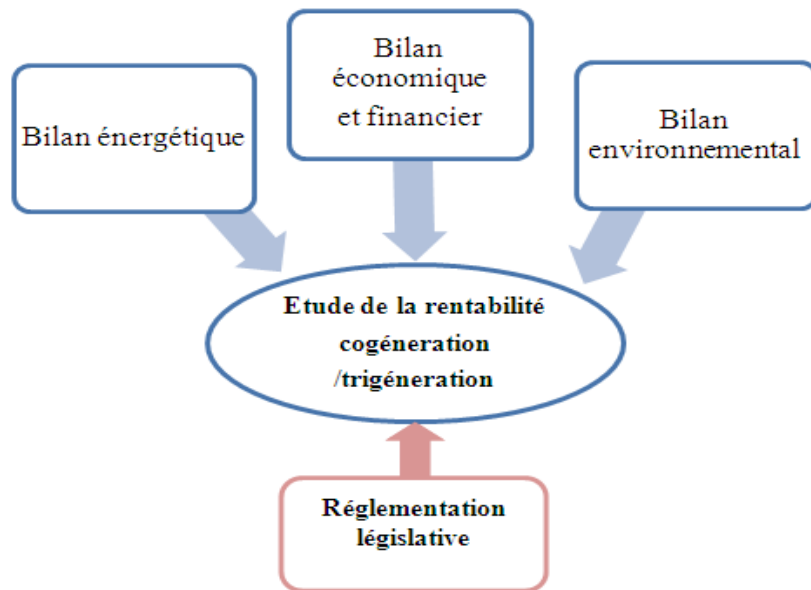 Bilan énergétique
Bilan
économique
et financier
Bilan
environnemental
Etude de la rentabilité
cogéneration
/trigéneration
Réglementation
législative